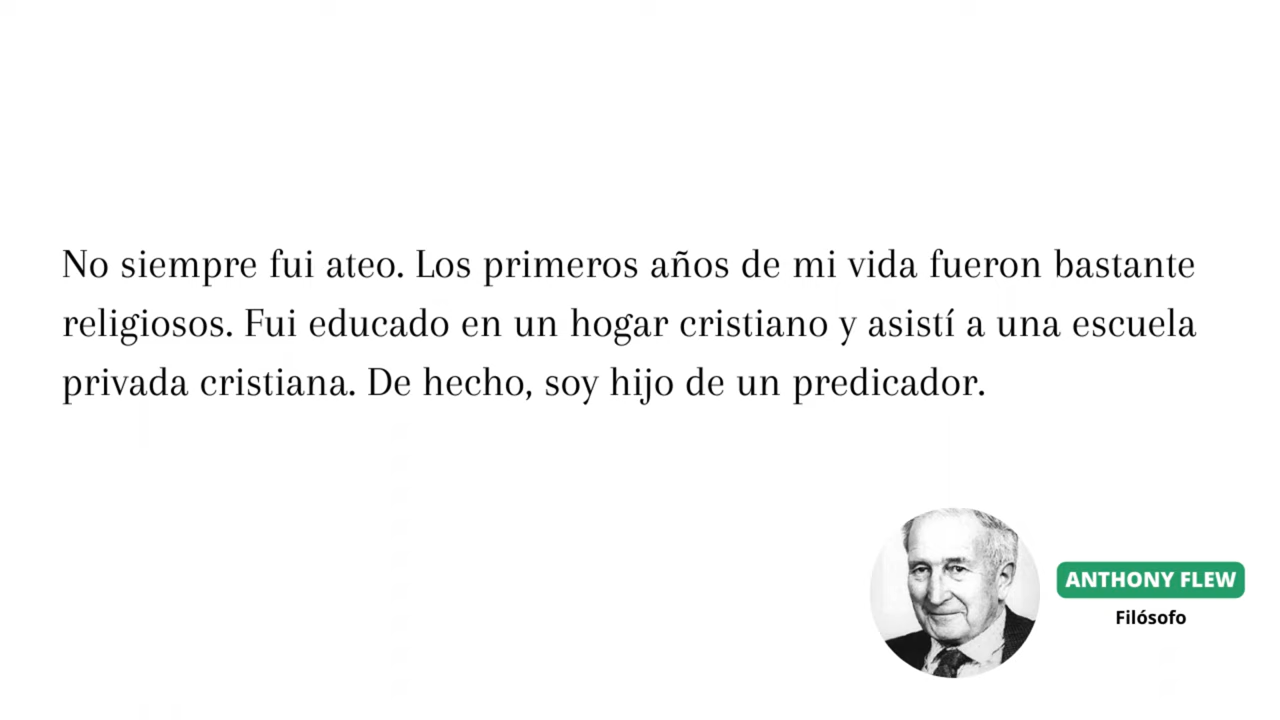 No siempre fui ateo. Los primeros años de mi vida fueron bastante
religiosos. Fui educado en un hogar cristiano y asistí a una escuela
privada cristiana. De hecho, soy hijo de un predicador.
ANTHONY FLEW
Filósofo